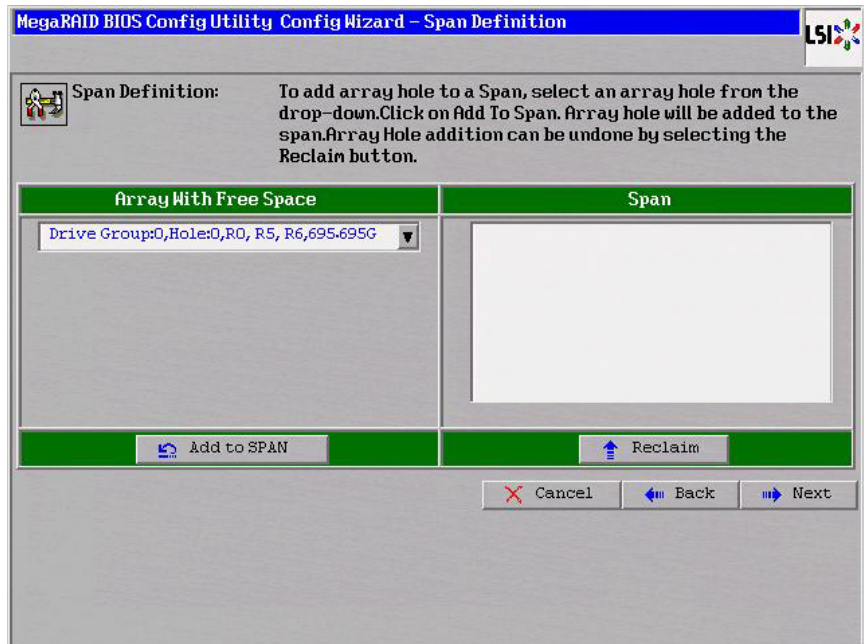 MegaRAID BIOS Config Utility Config Wizard – Span Definition
LSI
Span Definition:
To add array hole to a Span, select an array hole from the
drop-down.Click on Add To Span. Array hole will be added to the
span.Array Hole addition can be undone by selecting the
Reclaim button.
Array With Free Space
Span
Drive Group:0,Hole:0,R0, R5, R6,695.695G
Add to SPAN
Reclaim
Cancel
Back
Next